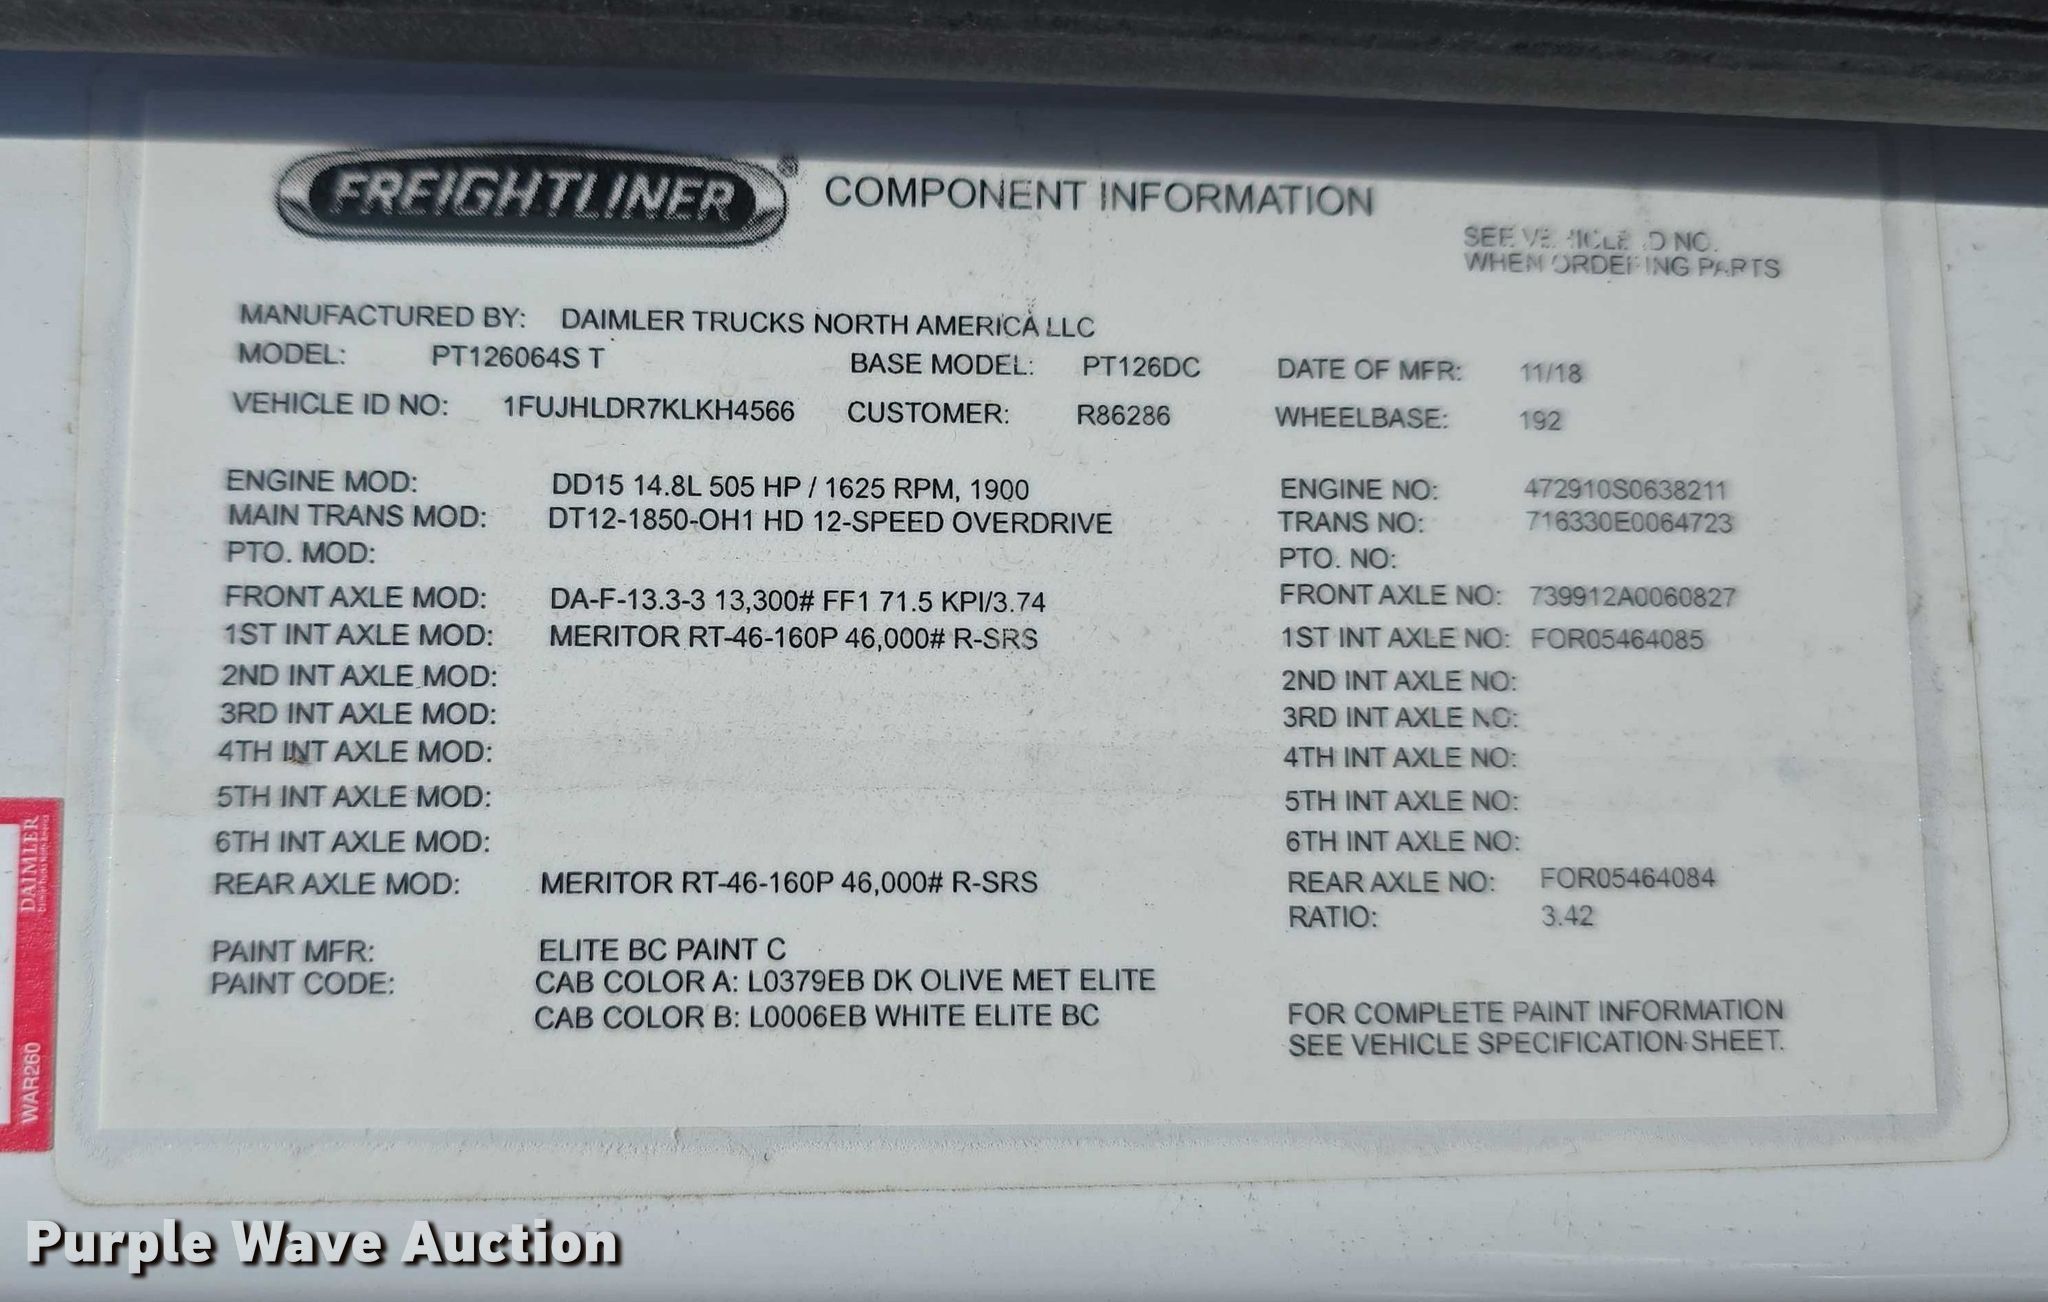 FREIGHTLINER® COMPONENT INFORMATION
SEE VEHICLE ID NO.
WHEN ORDERING PARTS
MANUFACTURED BY: DAIMLER TRUCKS NORTH AMERICA LLC
MODEL: PT126064S T BASE MODEL: PT126DC DATE OF MFR: 11/18
VEHICLE ID NO: 1FUJHLDR7KLKH4566 CUSTOMER: R86286 WHEELBASE: 192
ENGINE MOD: DD15 14.8L 505 HP / 1625 RPM, 1900 ENGINE NO: 472910S0638211
MAIN TRANS MOD: DT12-1850-OH1 HD 12-SPEED OVERDRIVE TRANS NO: 716330E0064723
PTO. MOD: PTO. NO:
FRONT AXLE MOD: DA-F-13.3-3 13,300# FF1 71.5 KPI/3.74 FRONT AXLE NO: 739912A0060827
1ST INT AXLE MOD: MERITOR RT-46-160P 46,000# R-SRS 1ST INT AXLE NO: FOR05464085
2ND INT AXLE MOD: 2ND INT AXLE NO:
3RD INT AXLE MOD: 3RD INT AXLE NO:
4TH INT AXLE MOD: 4TH INT AXLE NO:
5TH INT AXLE MOD: 5TH INT AXLE NO:
6TH INT AXLE MOD: 6TH INT AXLE NO:
REAR AXLE MOD: MERITOR RT-46-160P 46,000# R-SRS REAR AXLE NO: FOR05464084
RATIO: 3.42
PAINT MFR: ELITE BC PAINT C
PAINT CODE: CAB COLOR A: L0379EB DK OLIVE MET ELITE
CAB COLOR B: L0006EB WHITE ELITE BC
FOR COMPLETE PAINT INFORMATION
SEE VEHICLE SPECIFICATION SHEET.
DAIMLER
WAR260
Purple Wave Auction